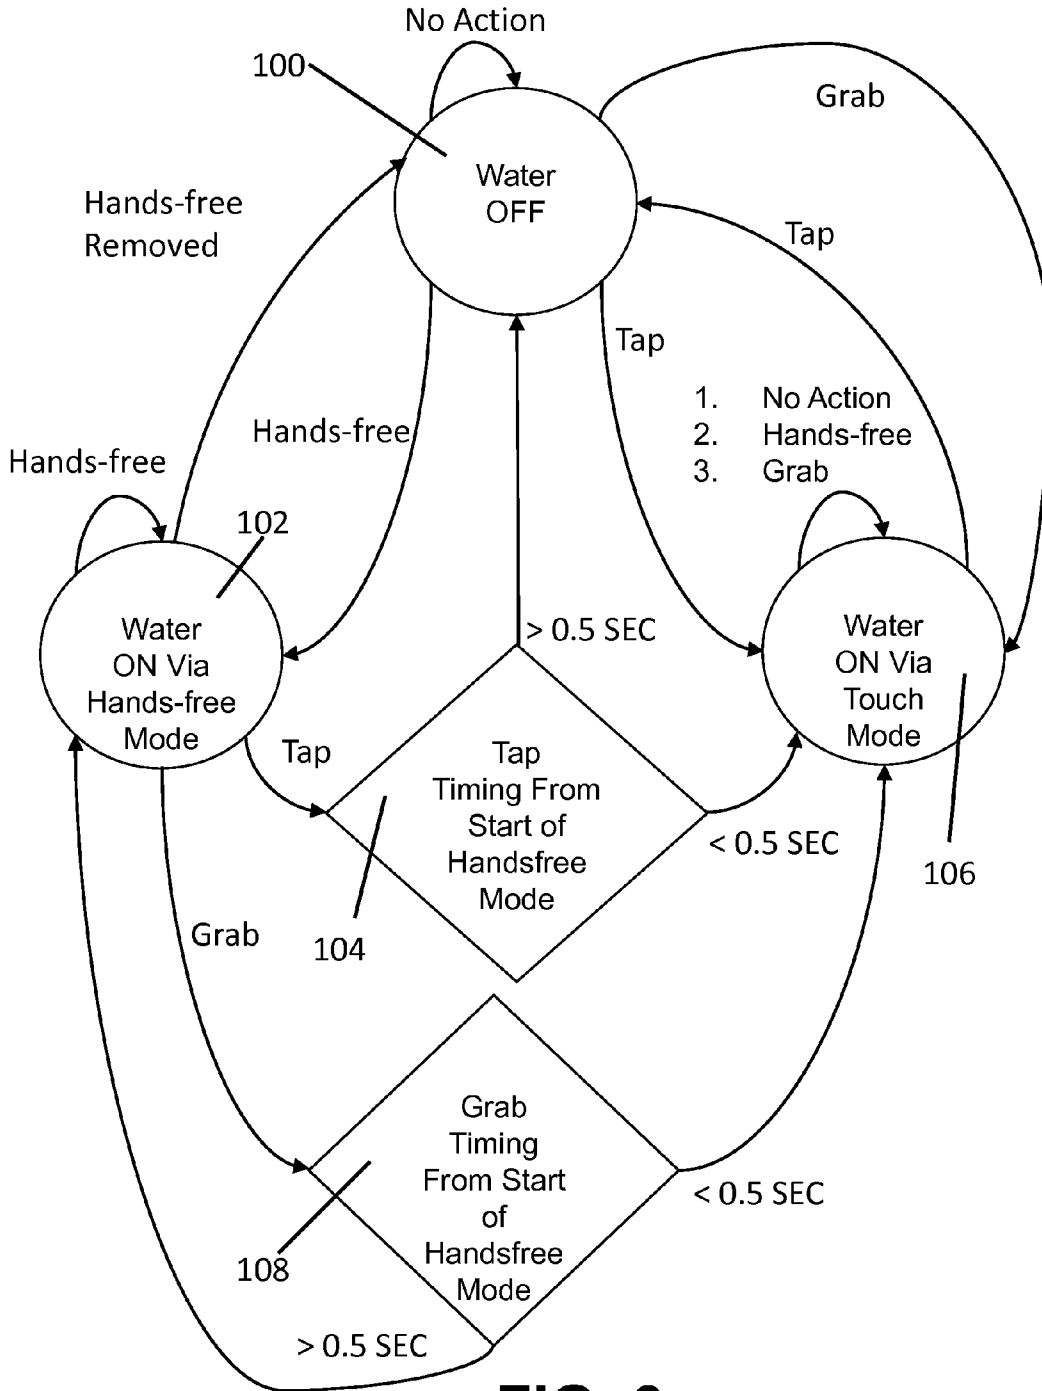 No Action
100
Grab
Water
OFF
Hands-free
Removed
Tap
Tap
1. No Action
2. Hands-free
3. Grab
Hands-free
Hands-free
102
Water
ON Via
Hands-free
Mode
> 0.5 SEC
Water
ON Via
Touch
Mode
Tap
Tap
Timing From
Start of
Handsfree
Mode
< 0.5 SEC
106
104
Grab
Grab
Timing
From Start
of
Handsfree
Mode
< 0.5 SEC
108
> 0.5 SEC